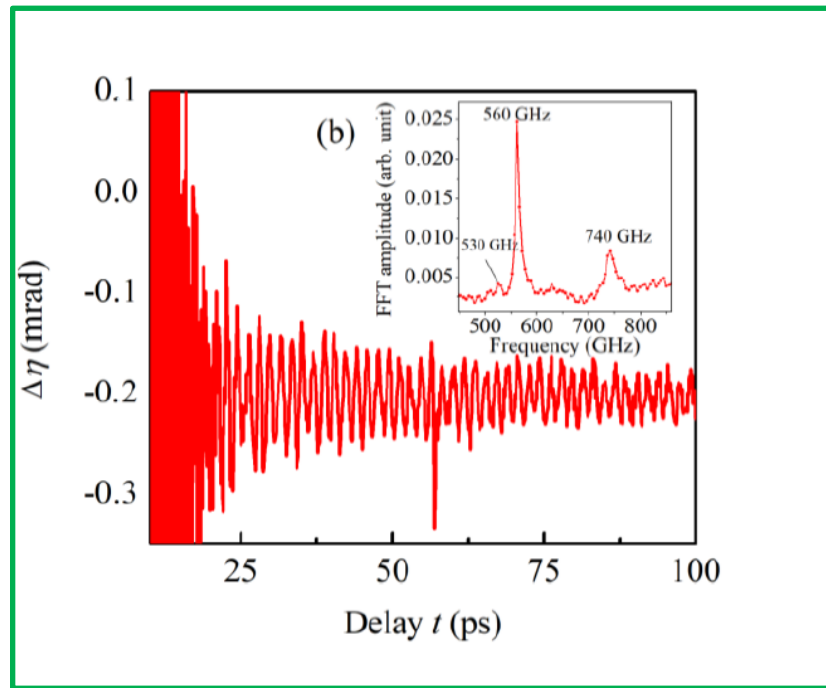 (b)
0.1
0.0
-0.1
-0.2
-0.3
Δη (mrad)
25
50
75
100
Delay t (ps)
560 GHz
530 GHz
740 GHz
0.025
0.020
0.015
0.010
0.005
FFT amplitude (arb. unit)
500
600
700
800
Frequency (GHz)